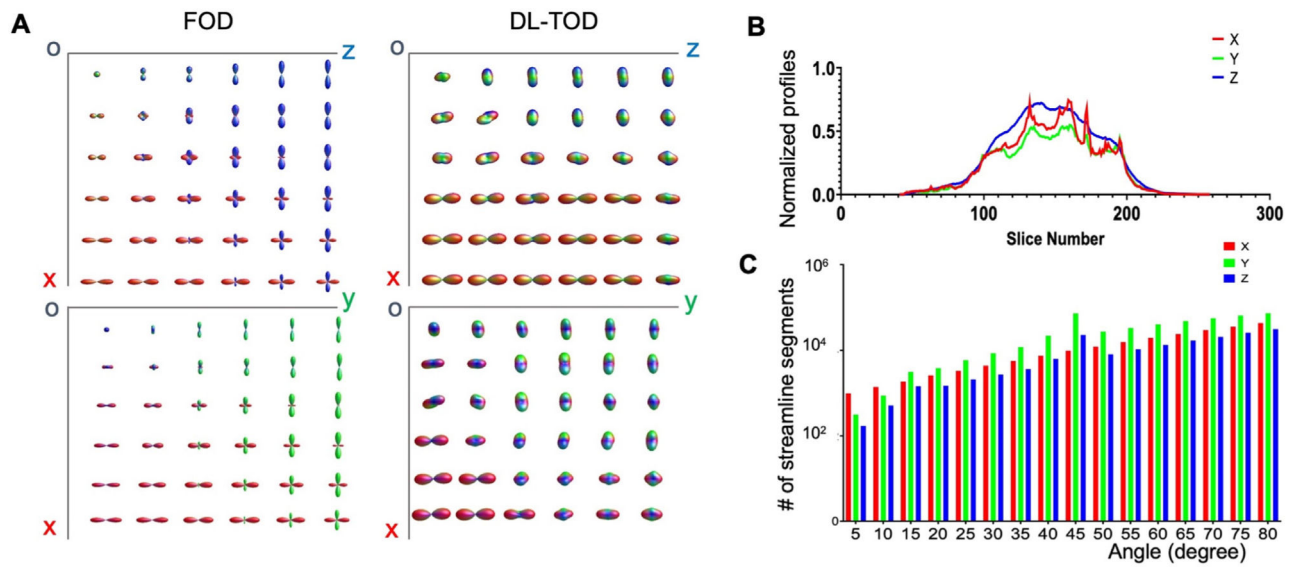 A
FOD
DL-TOD
O
z
x
O
z
x
O
y
x
O
y
x
B
X
Y
Z
Normalized profiles
1.0
0.5
0.0
0
100
200
300
Slice Number
C
X
Y
Z
# of streamline segments
10⁶
10⁴
10²
0
5 10 15 20 25 30 35 40 45 50 55 60 65 70 75 80
Angle (degree)